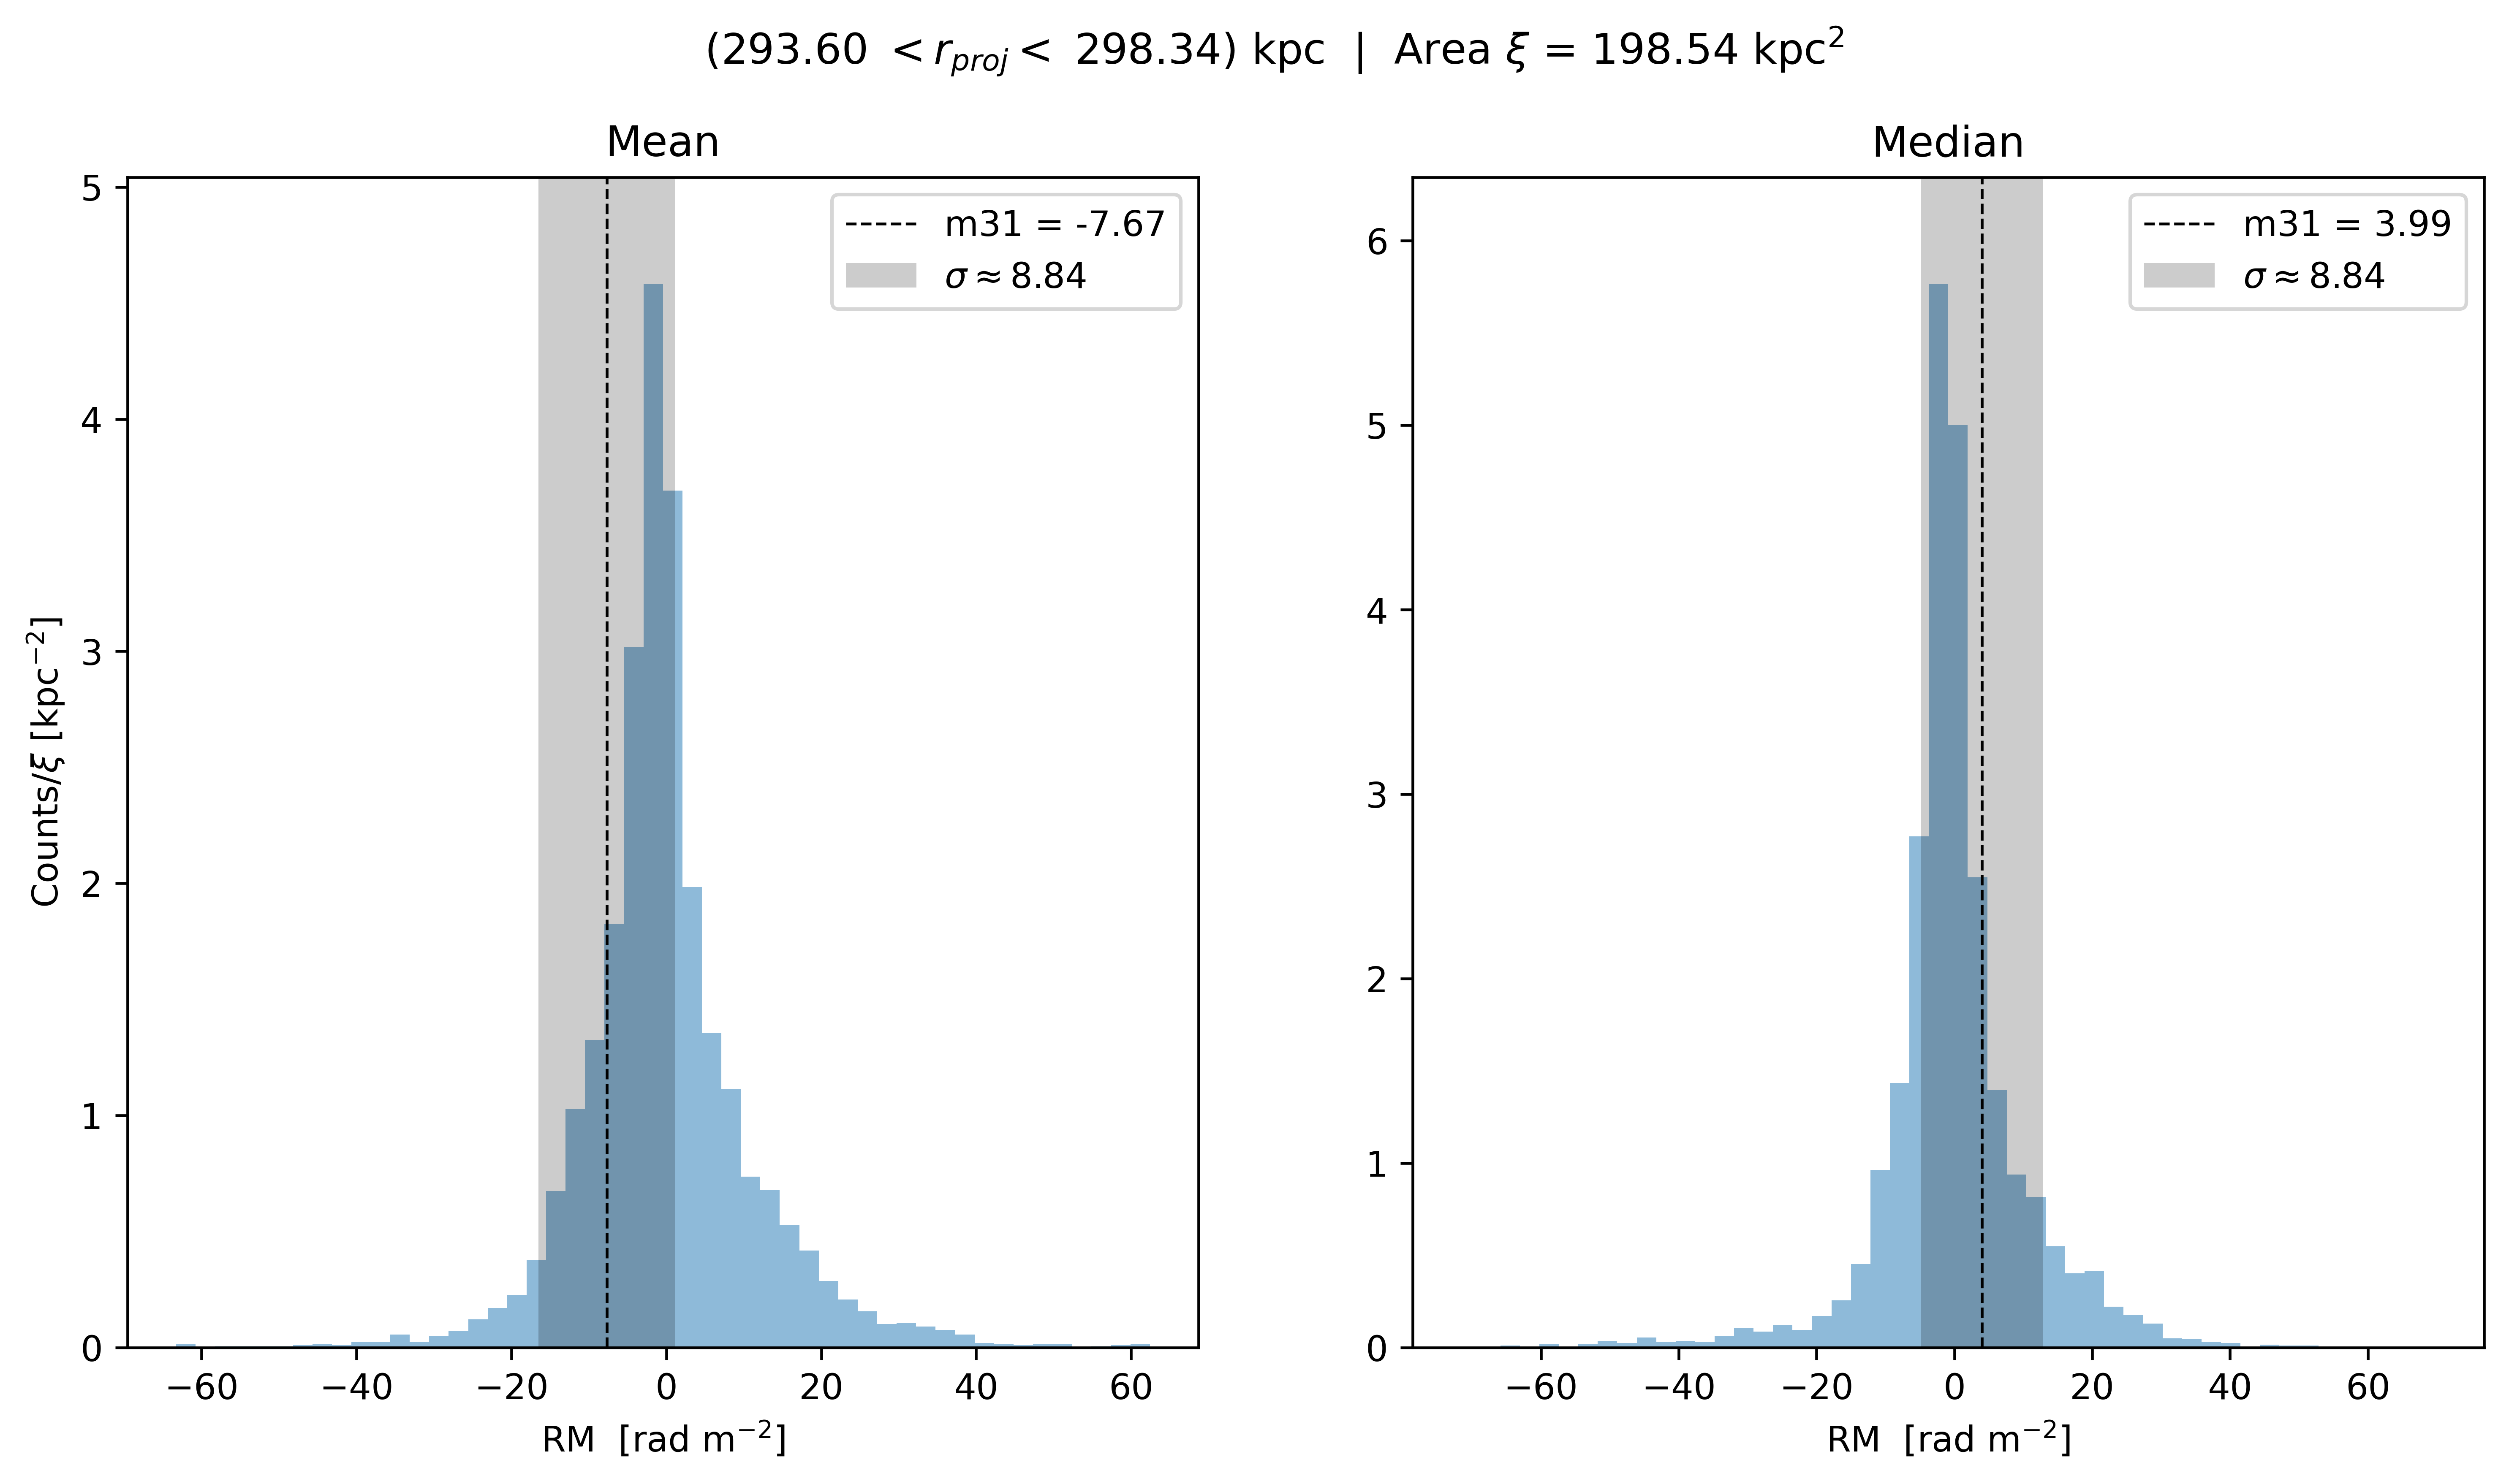 (293.60 < r_proj < 298.34) kpc | Area ξ = 198.54 kpc²
Mean
5
4
3
2
1
0
Counts/ξ [kpc⁻²]
m31 = -7.67
σ ≈ 8.84
−60 −40 −20 0 20 40 60
RM [rad m⁻²]
Median
6
5
4
3
2
1
0
m31 = 3.99
σ ≈ 8.84
−60 −40 −20 0 20 40 60
RM [rad m⁻²]